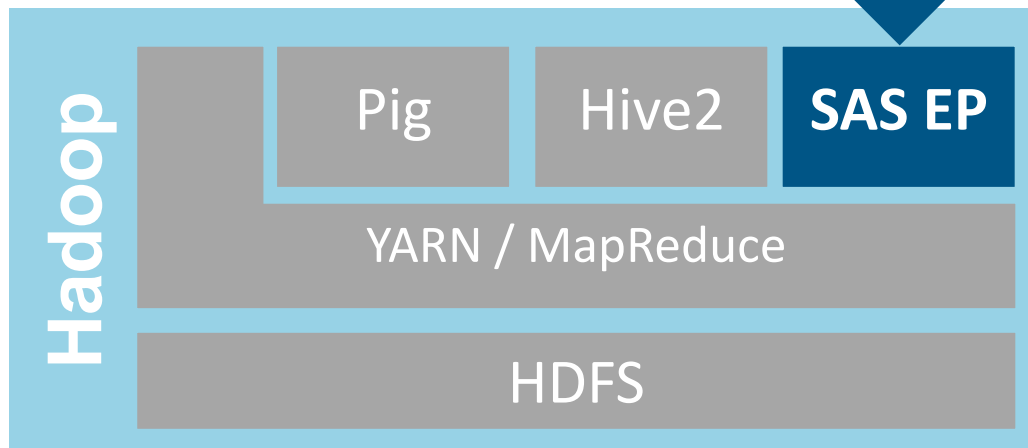 Hadoop
Pig
Hive2
SAS EP
YARN / MapReduce
HDFS